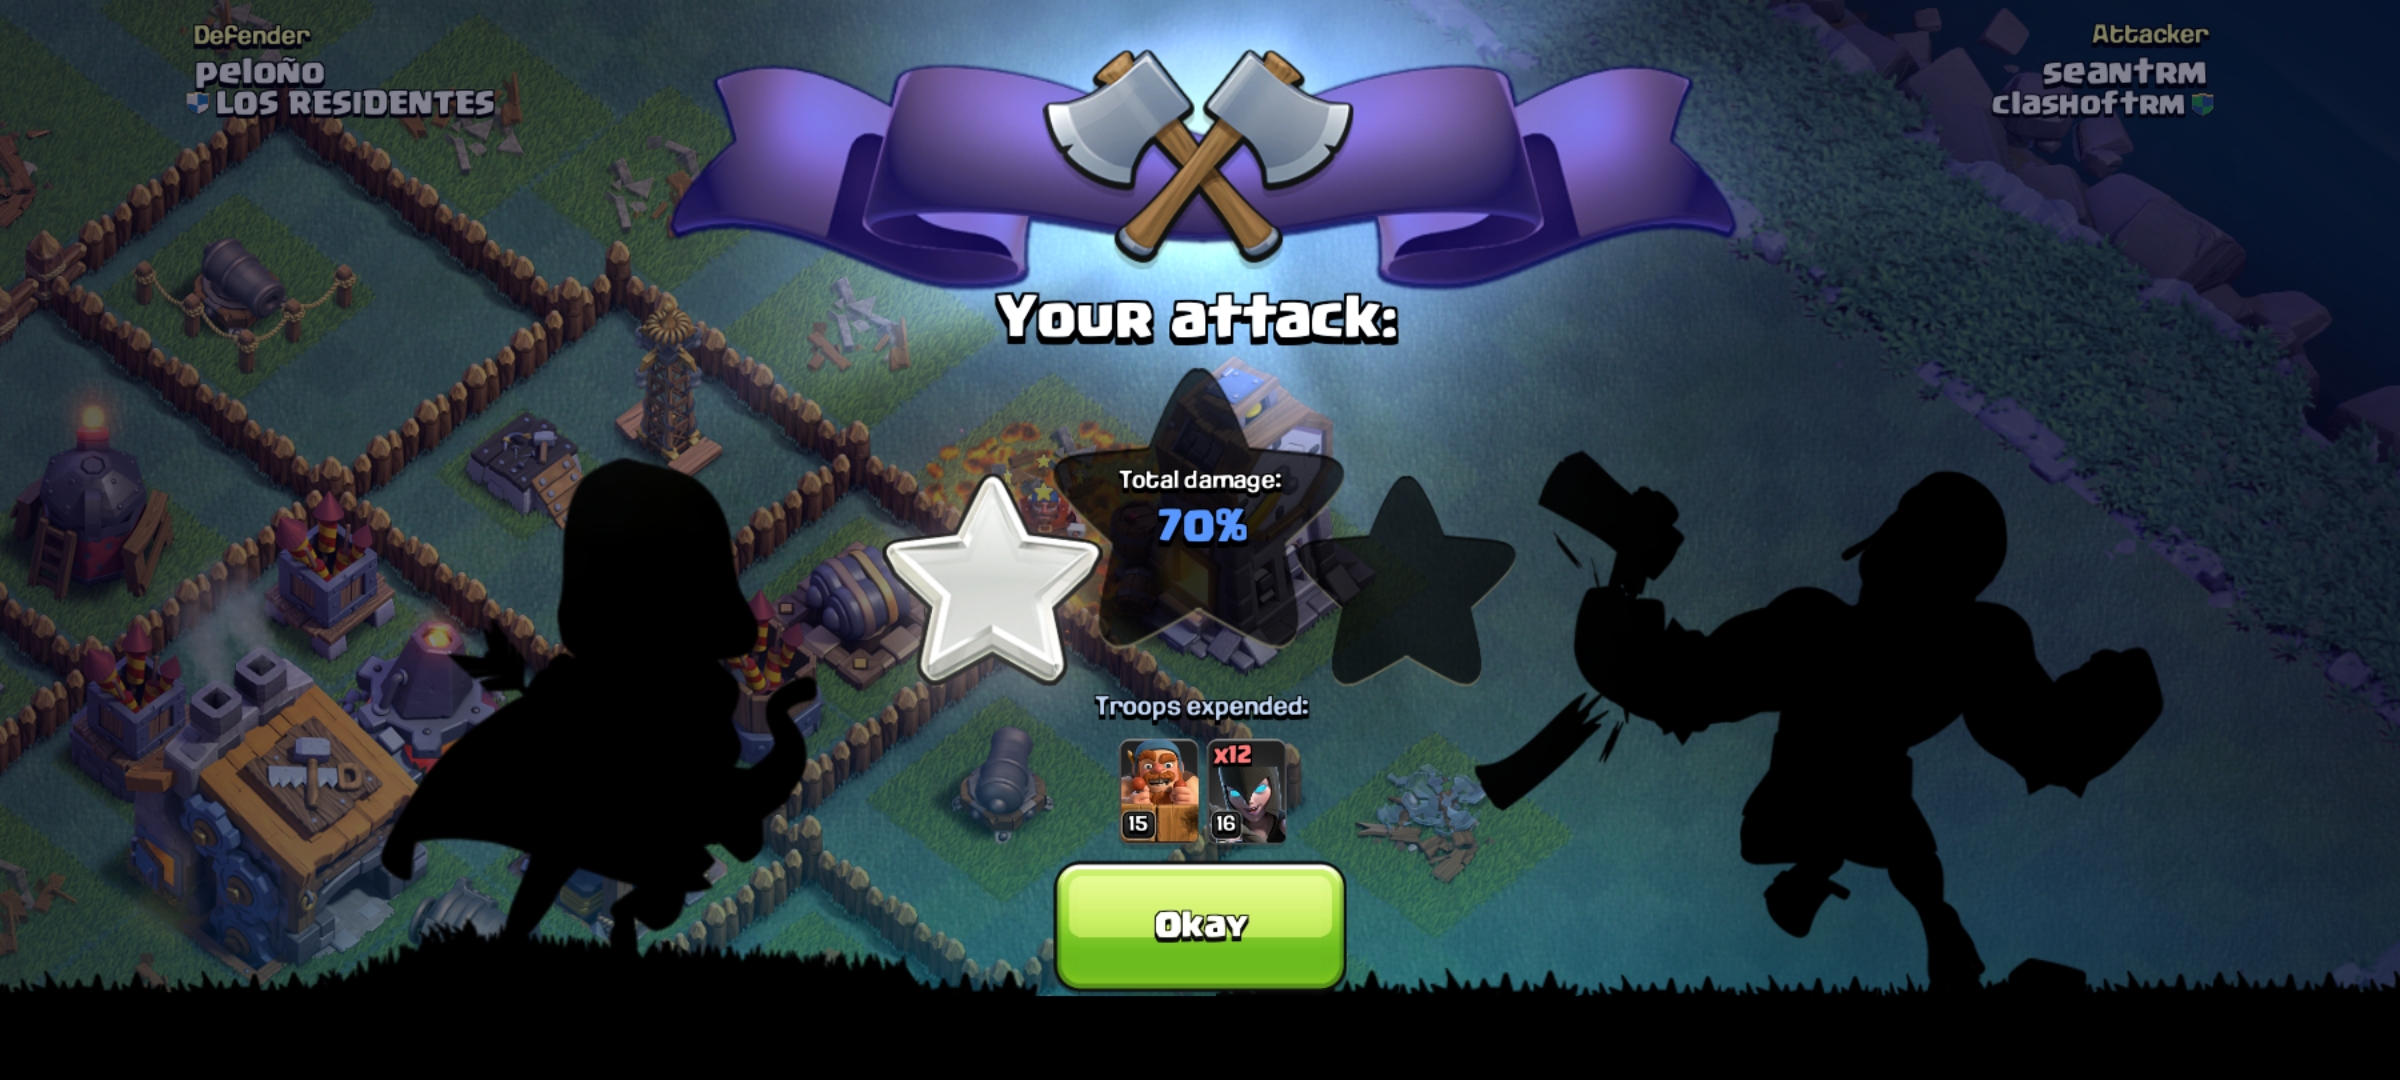 Defender
peloño
LOS RESIDENTES
Attacker
seantRM
clashoftRM
Your attack:
Total damage:
70%
Troops expended:
x12
15
16
Okay